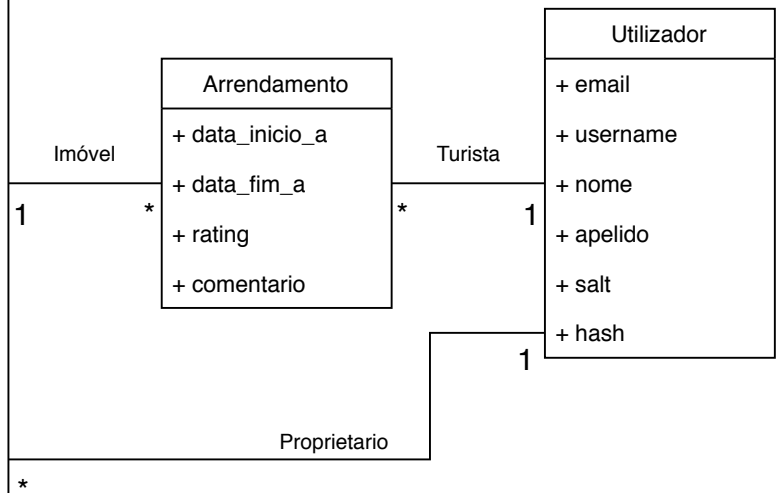 Utilizador
+ email
+ username
+ nome
+ apelido
+ salt
+ hash
Arrendamento
+ data_inicio_a
+ data_fim_a
+ rating
+ comentario
Imóvel
1
*
Turista
*
1
1
Proprietario
*